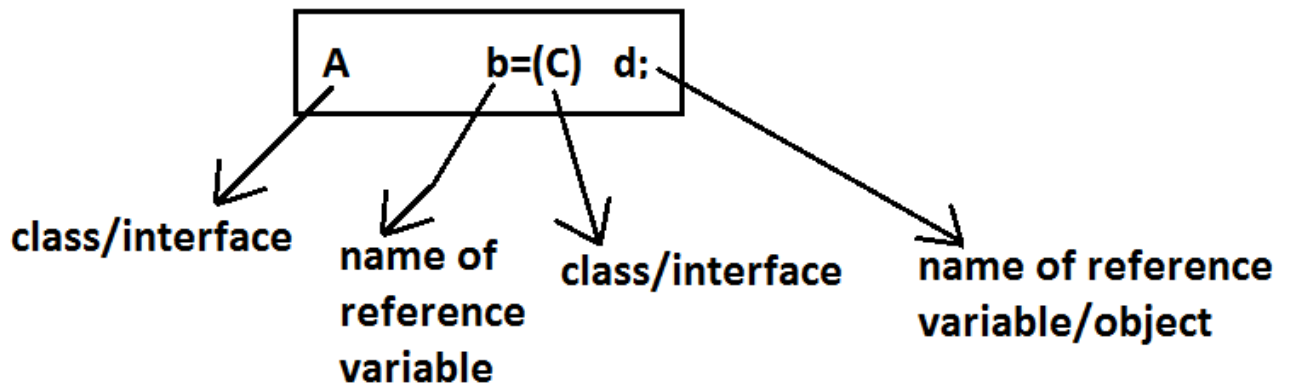 A b=(C) d;
class/interface
name of
reference
variable
class/interface
name of reference
variable/object